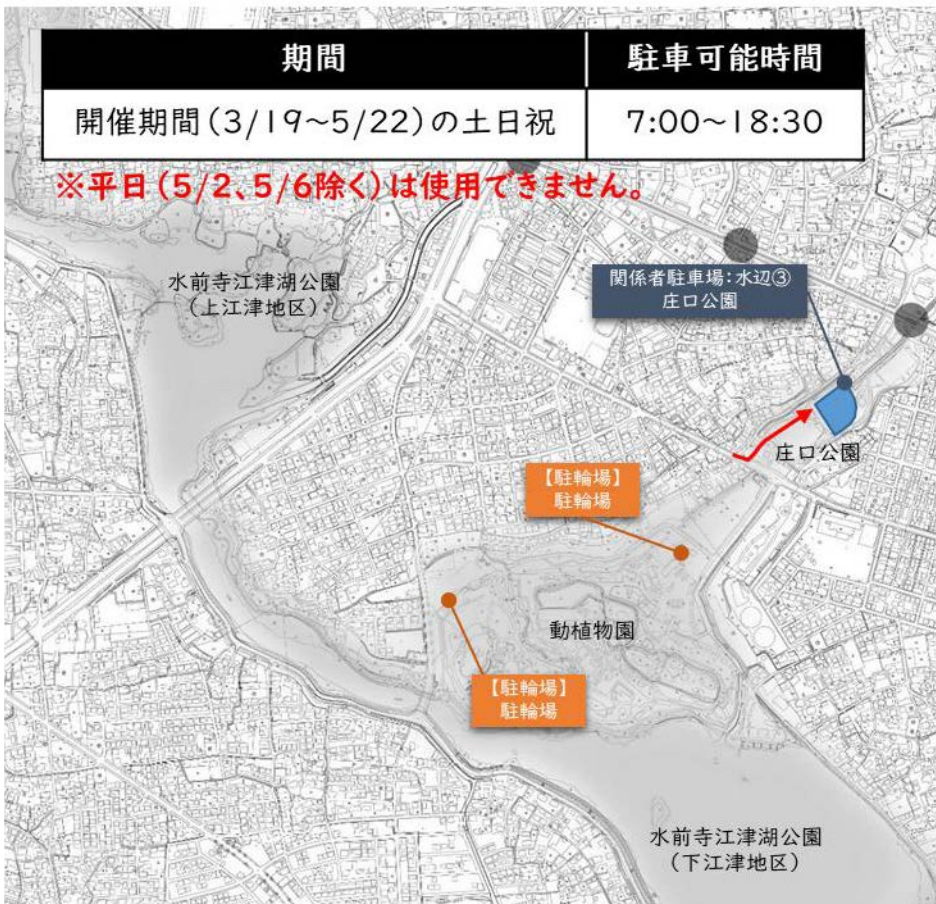 期間 駐車可能時間
開催期間(3/19~5/22)の土日祝 7:00~18:30
※平日(5/2、5/6除く)は使用できません。
水前寺江津湖公園
(上江津地区)
関係者駐車場:水辺③
庄口公園
庄口公園
【駐輪場】
駐輪場
動植物園
【駐輪場】
駐輪場
水前寺江津湖公園
(下江津地区)